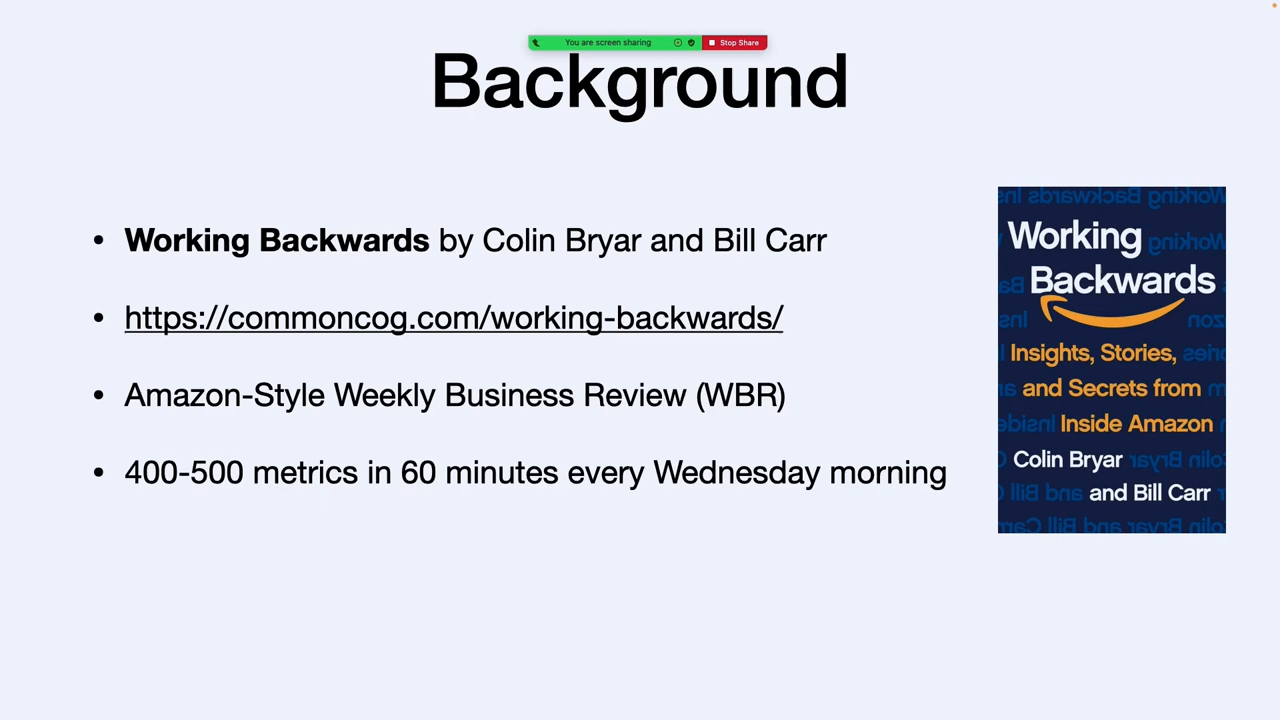 You are screen sharing
Stop Share
Background
• Working Backwards by Colin Bryar and Bill Carr
• https://commoncog.com/working-backwards/
• Amazon-Style Weekly Business Review (WBR)
• 400-500 metrics in 60 minutes every Wednesday morning
Working
Backwards
Insights, Stories,
and Secrets from
Inside Amazon
Colin Bryar
and Bill Carr